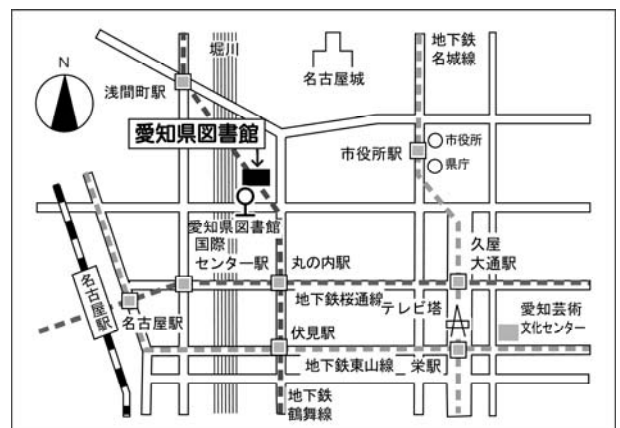 N
堀川
地下鉄
名城線
名古屋城
浅間町駅
愛知県図書館
市役所駅
市役所
県庁
愛知県図書館
国際
センター駅
丸の内駅
久屋
大通駅
名古屋駅
名古屋駅
地下鉄桜通線
テレビ塔
愛知芸術
文化センター
伏見駅
地下鉄東山線
栄駅
地下鉄
鶴舞線